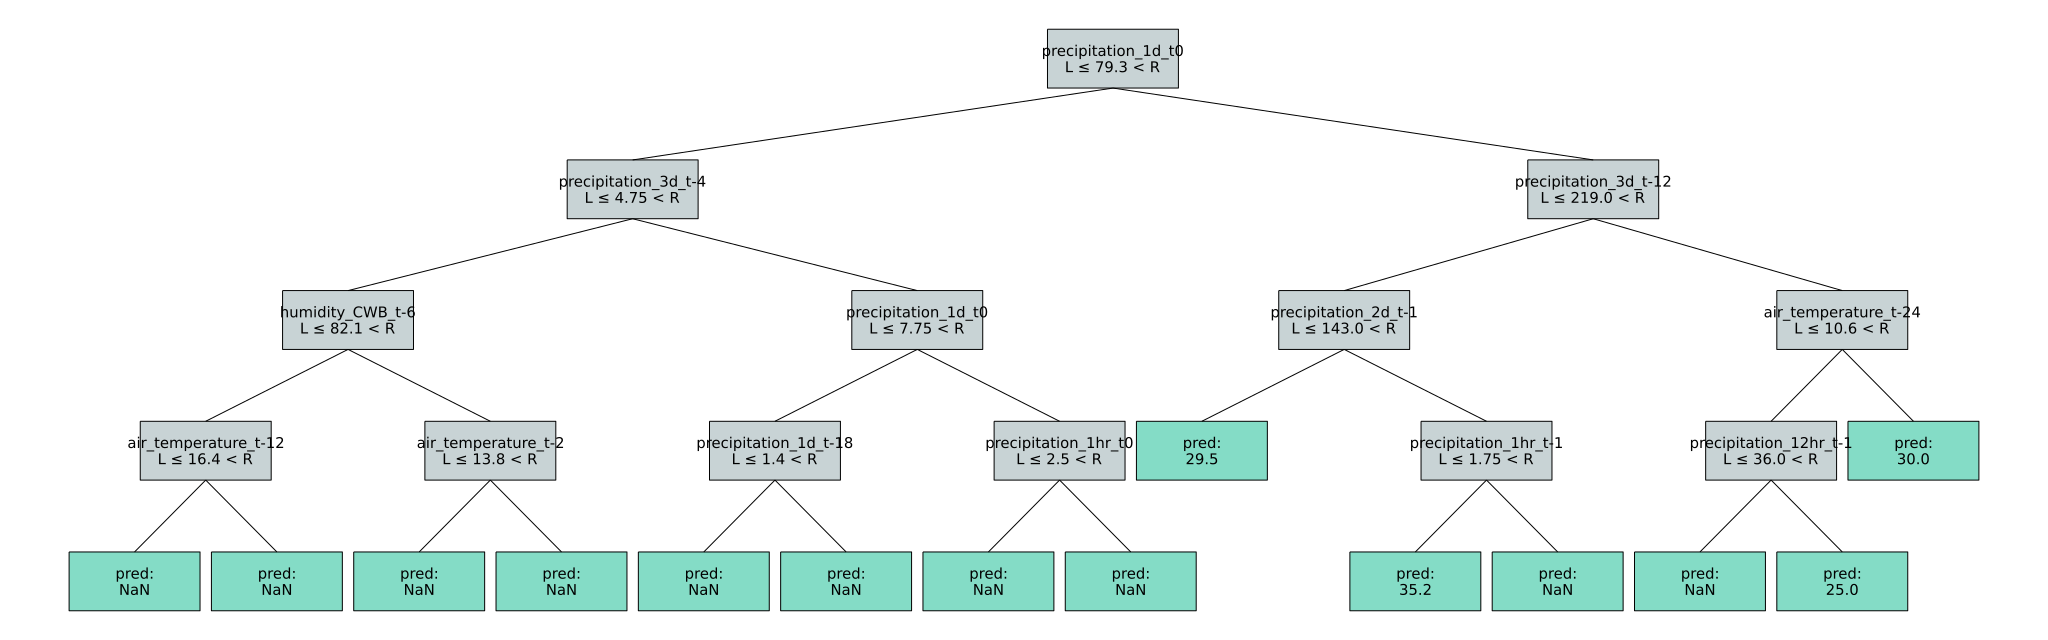 precipitation_1d_t0
L ≤ 79.3 < R
precipitation_3d_t-4
L ≤ 4.75 < R
precipitation_3d_t-12
L ≤ 219.0 < R
humidity_CWB_t-6
L ≤ 82.1 < R
precipitation_1d_t0
L ≤ 7.75 < R
precipitation_2d_t-1
L ≤ 143.0 < R
air_temperature_t-24
L ≤ 10.6 < R
air_temperature_t-12
L ≤ 16.4 < R
air_temperature_t-2
L ≤ 13.8 < R
precipitation_1d_t-18
L ≤ 1.4 < R
precipitation_1hr_t0
L ≤ 2.5 < R
pred:
29.5
precipitation_1hr_t-1
L ≤ 1.75 < R
precipitation_12hr_t-1
L ≤ 36.0 < R
pred:
30.0
pred:
NaN
pred:
NaN
pred:
NaN
pred:
NaN
pred:
NaN
pred:
NaN
pred:
NaN
pred:
NaN
pred:
35.2
pred:
NaN
pred:
NaN
pred:
25.0